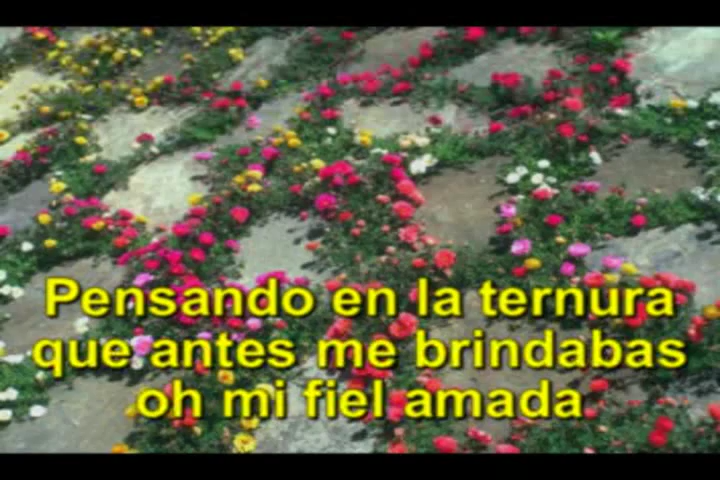 Pensando en la ternura
que antes me brindabas
oh mi fiel amada